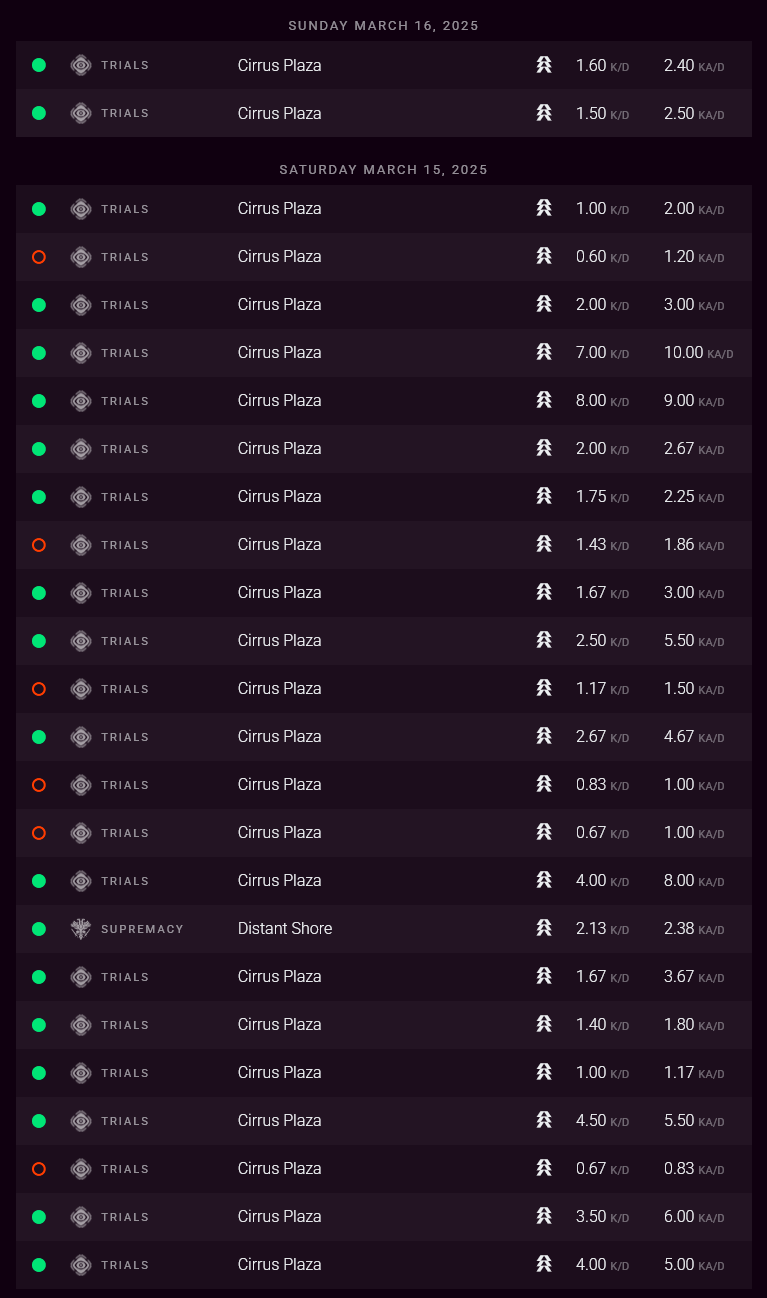 SUNDAY MARCH 16, 2025
TRIALS Cirrus Plaza 1.60 K/D 2.40 KA/D
TRIALS Cirrus Plaza 1.50 K/D 2.50 KA/D
SATURDAY MARCH 15, 2025
TRIALS Cirrus Plaza 1.00 K/D 2.00 KA/D
TRIALS Cirrus Plaza 0.60 K/D 1.20 KA/D
TRIALS Cirrus Plaza 2.00 K/D 3.00 KA/D
TRIALS Cirrus Plaza 7.00 K/D 10.00 KA/D
TRIALS Cirrus Plaza 8.00 K/D 9.00 KA/D
TRIALS Cirrus Plaza 2.00 K/D 2.67 KA/D
TRIALS Cirrus Plaza 1.75 K/D 2.25 KA/D
TRIALS Cirrus Plaza 1.43 K/D 1.86 KA/D
TRIALS Cirrus Plaza 1.67 K/D 3.00 KA/D
TRIALS Cirrus Plaza 2.50 K/D 5.50 KA/D
TRIALS Cirrus Plaza 1.17 K/D 1.50 KA/D
TRIALS Cirrus Plaza 2.67 K/D 4.67 KA/D
TRIALS Cirrus Plaza 0.83 K/D 1.00 KA/D
TRIALS Cirrus Plaza 0.67 K/D 1.00 KA/D
TRIALS Cirrus Plaza 4.00 K/D 8.00 KA/D
SUPREMACY Distant Shore 2.13 K/D 2.38 KA/D
TRIALS Cirrus Plaza 1.67 K/D 3.67 KA/D
TRIALS Cirrus Plaza 1.40 K/D 1.80 KA/D
TRIALS Cirrus Plaza 1.00 K/D 1.17 KA/D
TRIALS Cirrus Plaza 4.50 K/D 5.50 KA/D
TRIALS Cirrus Plaza 0.67 K/D 0.83 KA/D
TRIALS Cirrus Plaza 3.50 K/D 6.00 KA/D
TRIALS Cirrus Plaza 4.00 K/D 5.00 KA/D